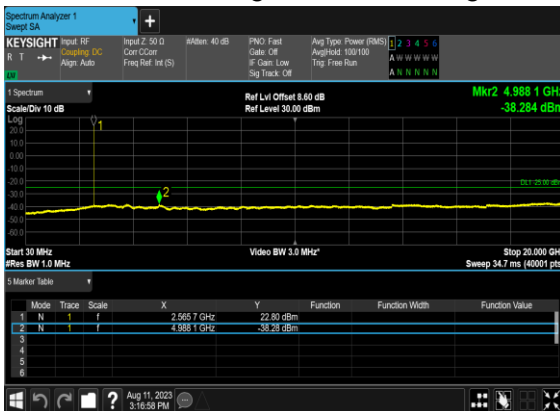 Spectrum Analyzer 1
Swept SA
KEYSIGHT
R T
Input: RF
Coupling: DC
Align: Auto
Input Z: 50 Ω
Corr CCorr
Freq Ref: Int (S)
#Atten: 40 dB
PNO: Fast
Gate: Off
IF Gain: Low
Sig Track: Off
Avg Type: Power (RMS)
Avg|Hold: 100/100
Trig: Free Run
1 2 3 4 5 6
A W W W W W
A N N N N N
1 Spectrum
Scale/Div 10 dB
Ref Lvl Offset 8.60 dB
Ref Level 30.00 dBm
Mkr2 4.988 1 GHz
-38.284 dBm
Log
20.0
10.0
0.00
-10.0
-20.0
-30.0
-40.0
-50.0
-60.0
1
2
DL1 -25.00 dBm
Start 30 MHz
#Res BW 1.0 MHz
Video BW 3.0 MHz*
Stop 20.000 GH
Sweep 34.7 ms (40001 pts
5 Marker Table
Mode Trace Scale X Y Function Function Width Function Value
1 N 1 f 2.565 7 GHz 22.80 dBm
2 N 1 f 4.988 1 GHz -38.28 dBm
3
4
5
6
?
Aug 11, 2023
3:16:58 PM